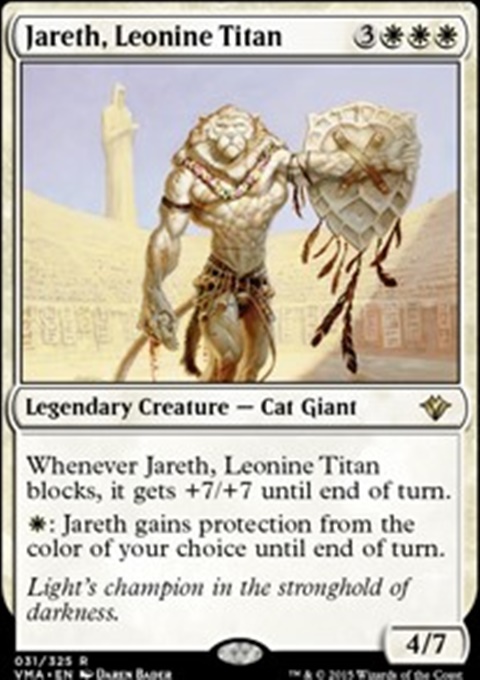 Jareth, Leonine Titan 3
Legendary Creature — Cat Giant
Whenever Jareth, Leonine Titan
blocks, it gets +7/+7 until end of turn.
: Jareth gains protection from the
color of your choice until end of turn.
Light's champion in the stronghold of
darkness.
4/7
031/325 R
VMA • EN Daren Bader ™ & © 2015 Wizards of the Coast